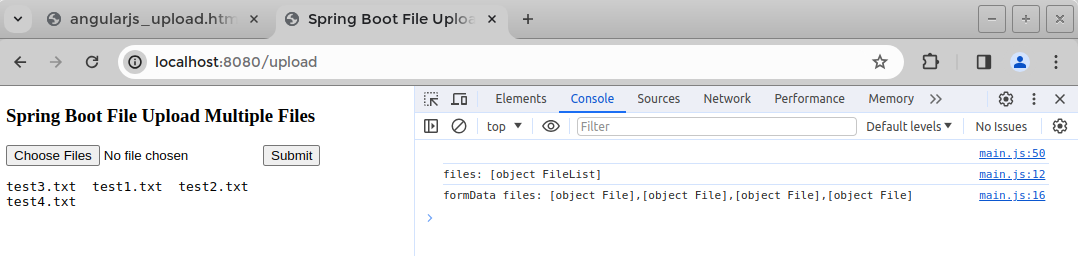 angularjs_upload.htm
Spring Boot File Uploa
localhost:8080/upload
Spring Boot File Upload Multiple Files
Choose Files No file chosen Submit
test3.txt test1.txt test2.txt
test4.txt
Elements Console Sources Network Performance Memory
top Filter Default levels No Issues
main.js:50
files: [object FileList] main.js:12
formData files: [object File],[object File],[object File],[object File] main.js:16